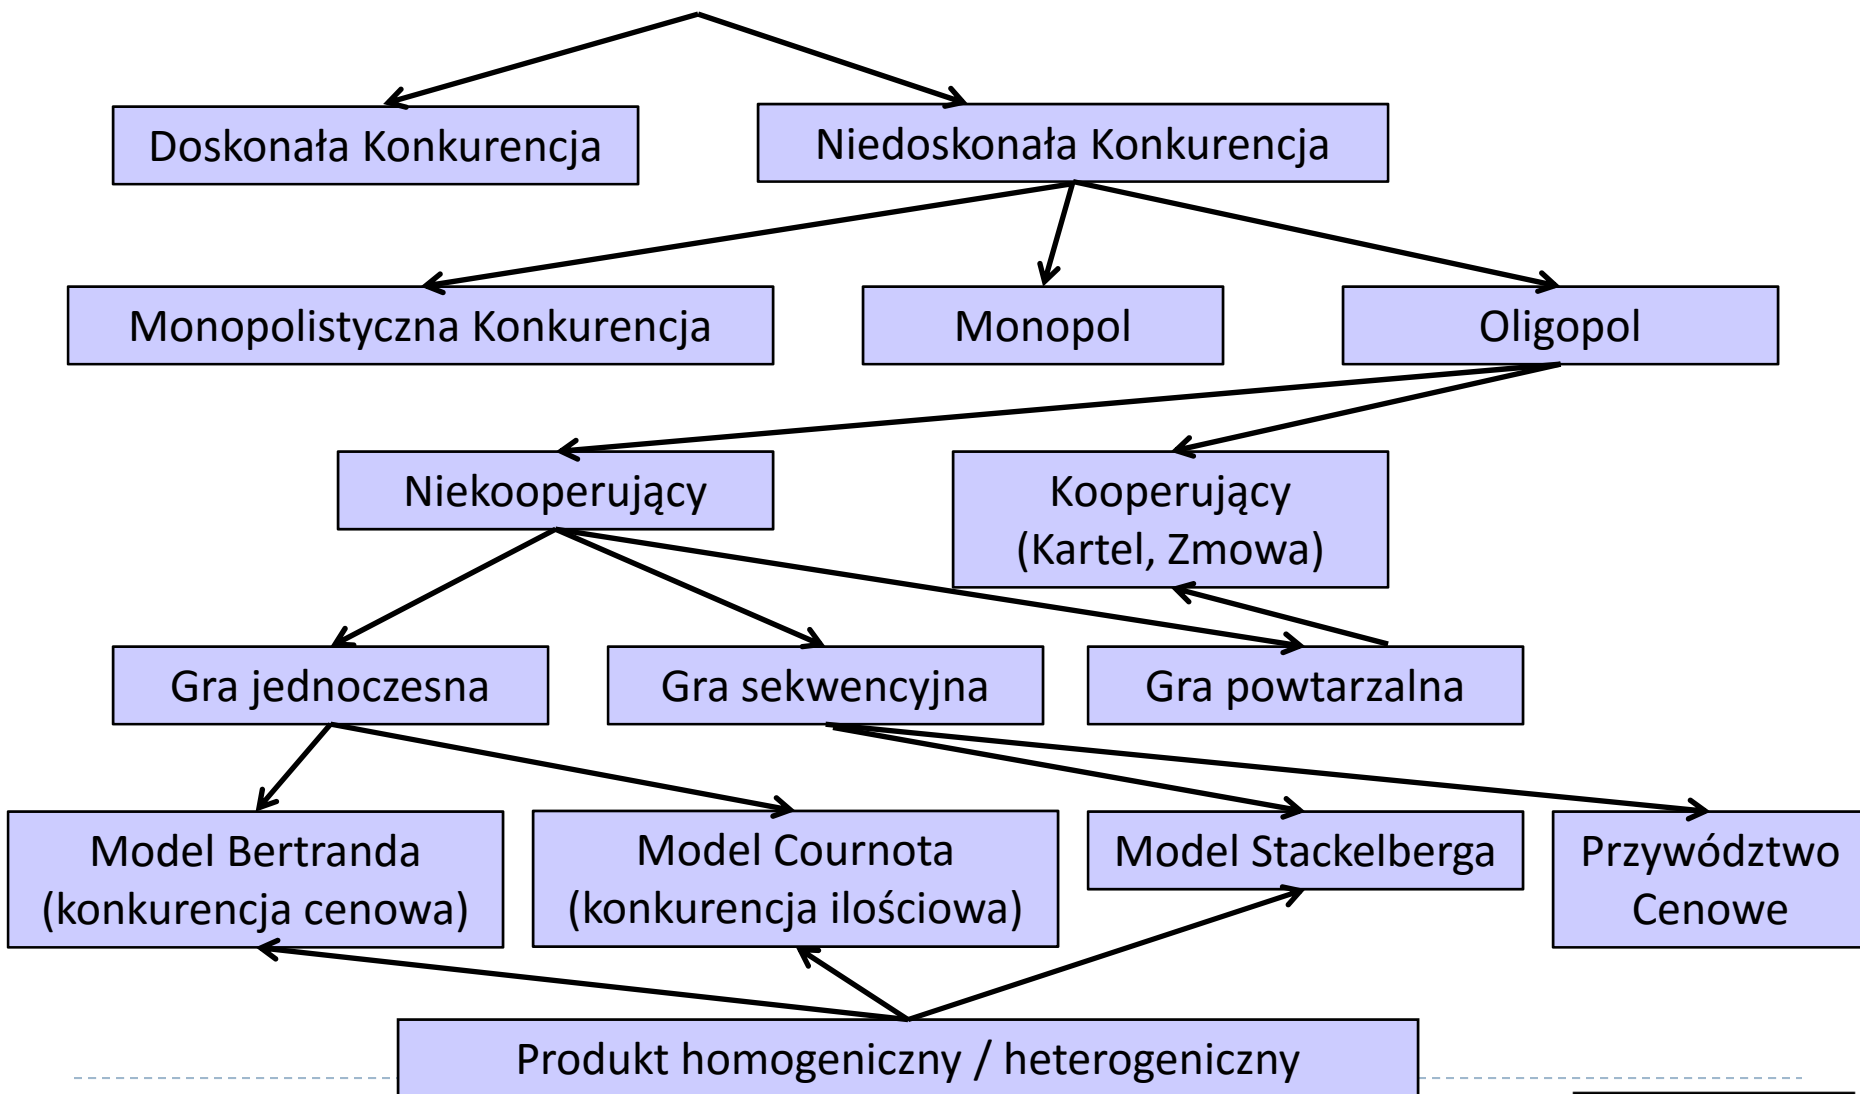 Doskonała Konkurencja
Niedoskonała Konkurencja
Monopolistyczna Konkurencja
Monopol
Oligopol
Niekooperujący
Kooperujący
(Kartel, Zmowa)
Gra jednoczesna
Gra sekwencyjna
Gra powtarzalna
Model Bertranda
(konkurencja cenowa)
Model Cournota
(konkurencja ilościowa)
Model Stackelberga
Przywództwo
Cenowe
Produkt homogeniczny / heterogeniczny